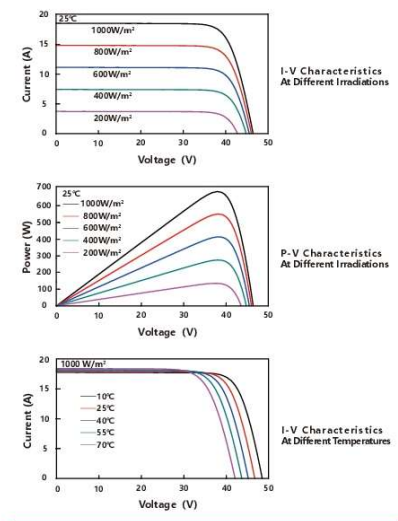 20
25℃
1000W/m²
15
800W/m²
10
600W/m²
400W/m²
5
200W/m²
0
0 10 20 30 40 50
Current (A)
Voltage (V)
I-V Characteristics
At Different Irradiations
700
25℃
600
1000W/m²
500
800W/m²
600W/m²
400
400W/m²
300
200W/m²
200
100
0
0 10 20 30 40 50
Power (W)
Voltage (V)
P-V Characteristics
At Different Irradiations
20
1000 W/m²
15
10℃
25℃
10
40℃
55℃
5
70℃
0
0 10 20 30 40 50
Current (A)
Voltage (V)
I-V Characteristics
At Different Temperatures